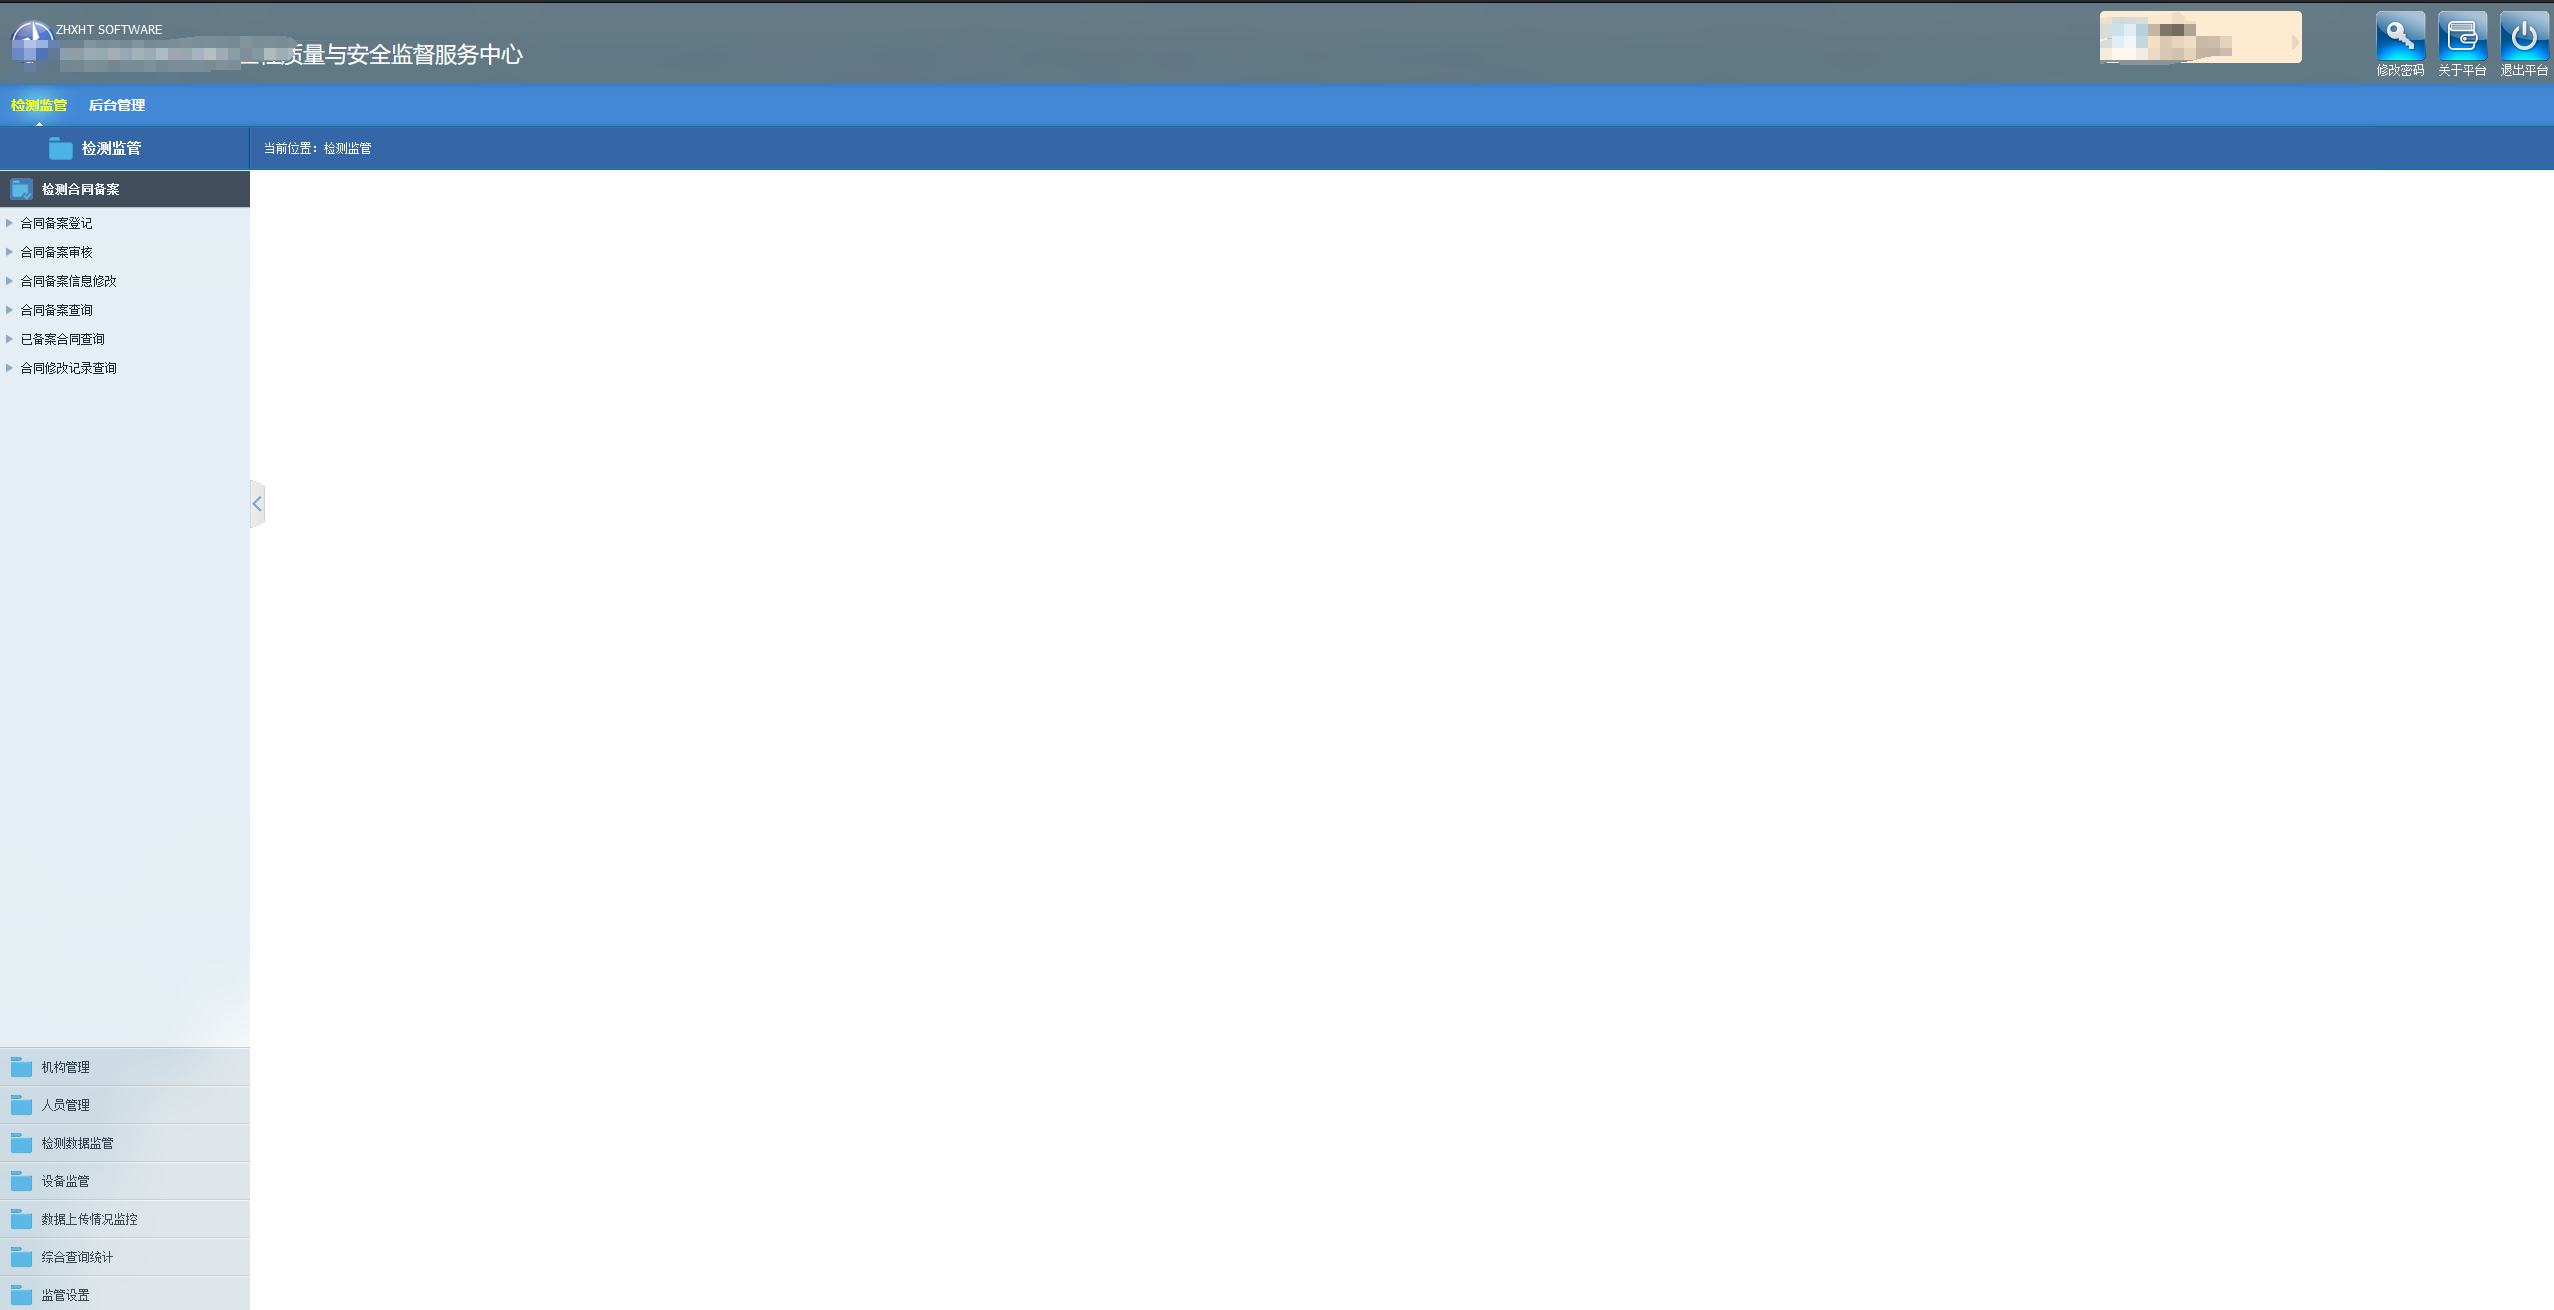 ZHXHT SOFTWARE
质量与安全监督服务中心
修改密码 关于平台 退出平台
检测监管 后台管理
检测监管
当前位置：检测监管
检测合同备案
合同备案登记
合同备案审核
合同备案信息修改
合同备案查询
已备案合同查询
合同修改记录查询
机构管理
人员管理
检测数据监管
设备监管
数据上传情况监控
综合查询统计
监管设置